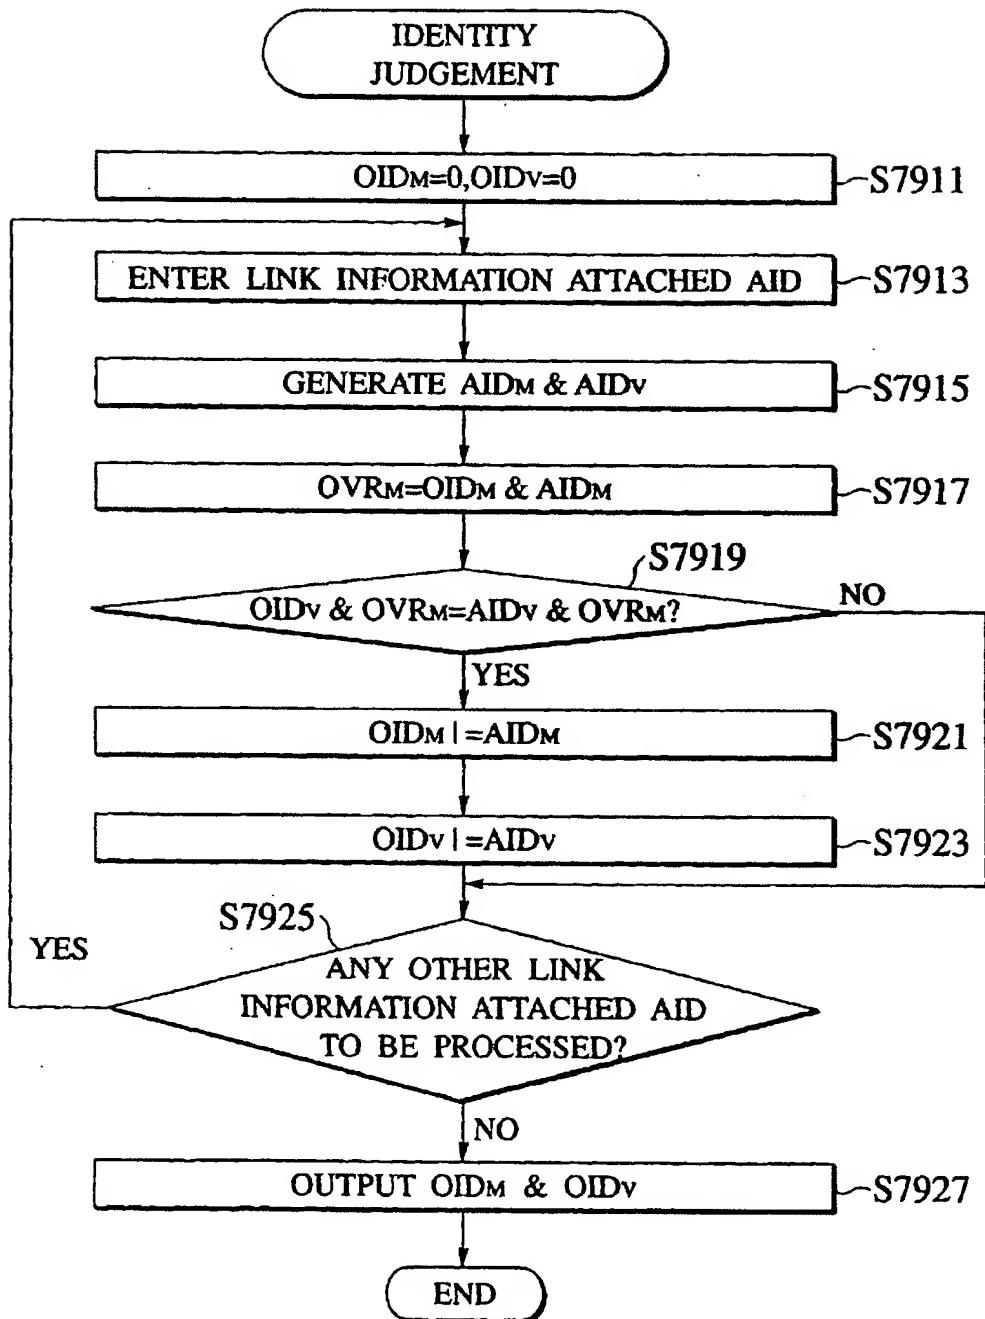 IDENTITY
JUDGEMENT
OIDM=0,OIDV=0
S7911
ENTER LINK INFORMATION ATTACHED AID
S7913
GENERATE AIDM & AIDV
S7915
OVRM=OIDM & AIDM
S7917
S7919
OIDV & OVRM=AIDV & OVRM?
NO
YES
OIDM|=AIDM
S7921
OIDV|=AIDV
S7923
S7925
YES
ANY OTHER LINK
INFORMATION ATTACHED AID
TO BE PROCESSED?
NO
OUTPUT OIDM & OIDV
S7927
END